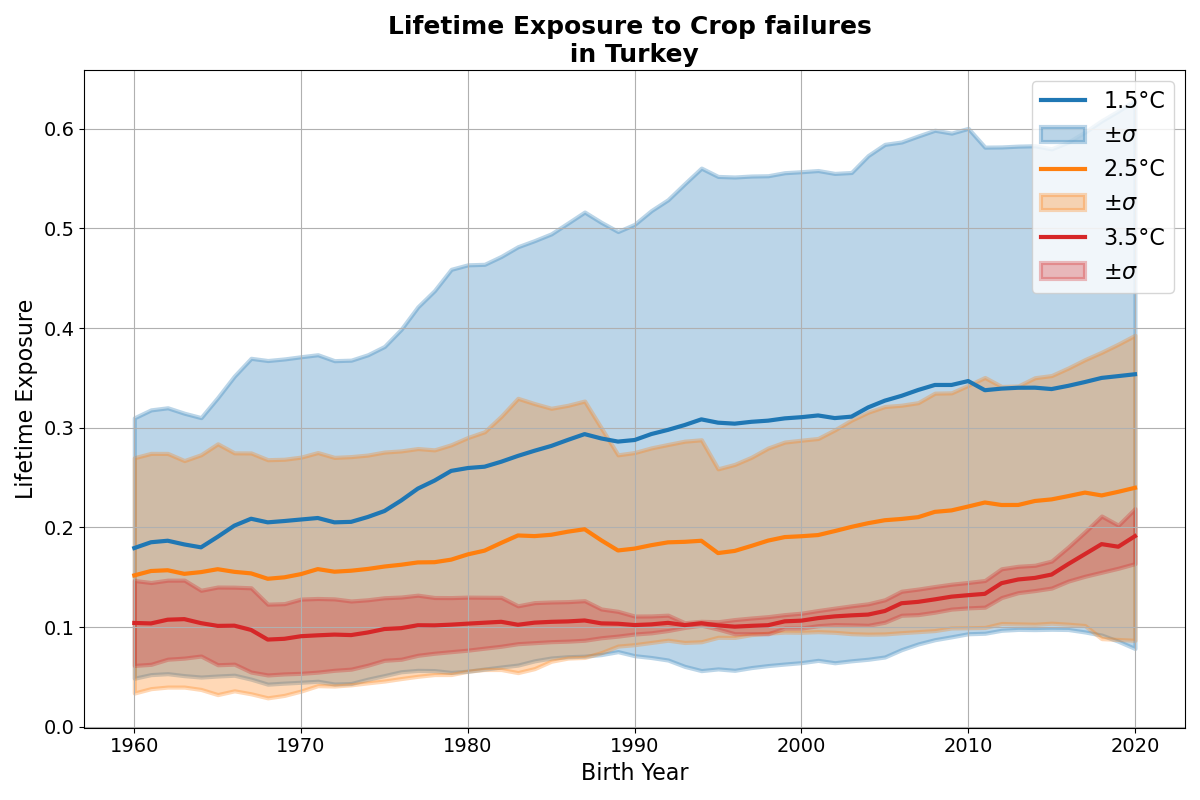 Lifetime Exposure to Crop failures
in Turkey
1.5°C
±σ
2.5°C
±σ
3.5°C
±σ
Lifetime Exposure
0.6
0.5
0.4
0.3
0.2
0.1
0.0
1960 1970 1980 1990 2000 2010 2020
Birth Year